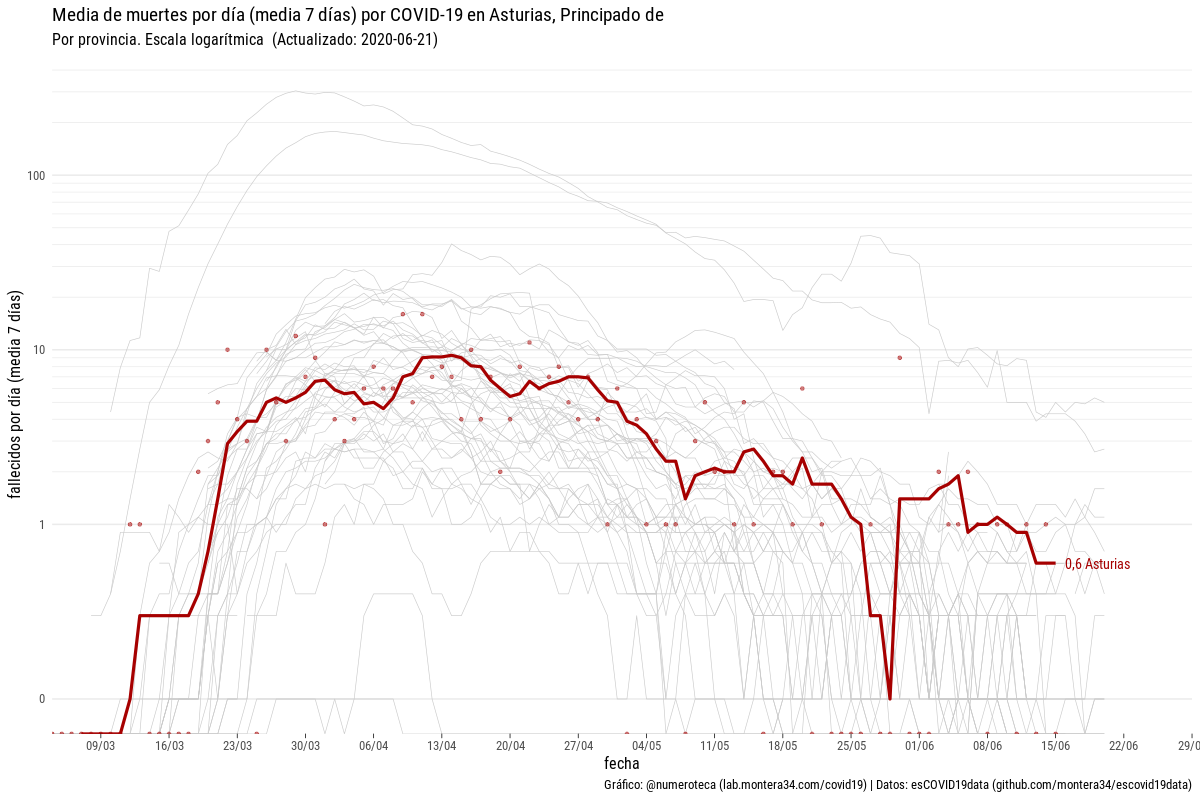 Media de muertes por día (media 7 días) por COVID-19 en Asturias, Principado de
Por provincia. Escala logarítmica  (Actualizado: 2020-06-21)
fallecidos por día (media 7 días)
100
10
1
0
0,6 Asturias
09/03 16/03 23/03 30/03 06/04 13/04 20/04 27/04 04/05 11/05 18/05 25/05 01/06 08/06 15/06 22/06 29/0
fecha
Gráfico: @numeroteca (lab.montera34.com/covid19) | Datos: esCOVID19data (github.com/montera34/escovid19data)